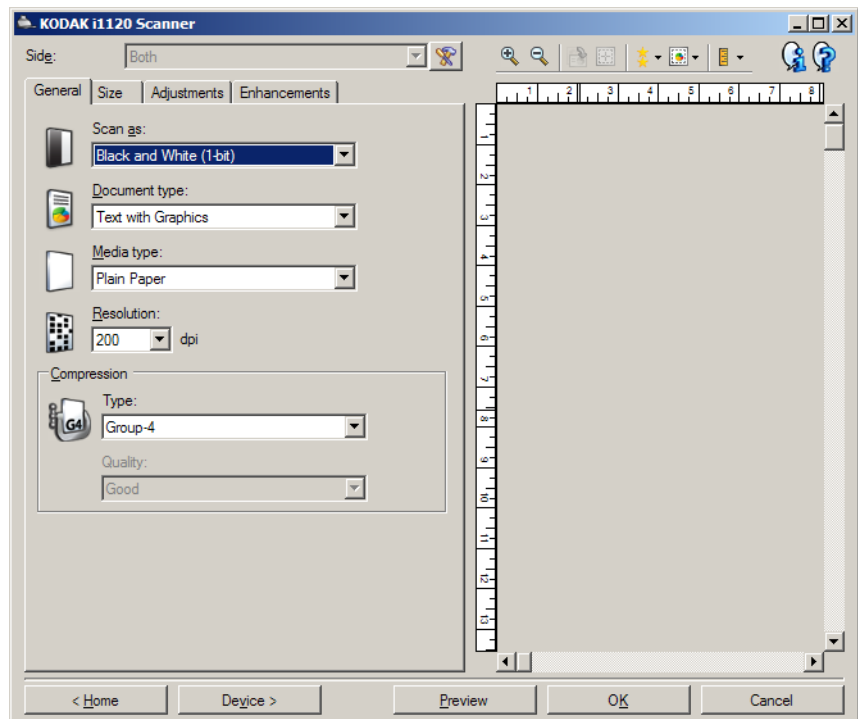 KODAK i1120 Scanner
Side: Both
General Size Adjustments Enhancements
Scan as:
Black and White (1-bit)
Document type:
Text with Graphics
Media type:
Plain Paper
Resolution:
200 dpi
Compression
Type:
G4 Group-4
Quality:
Good
1 2 3 4 5 6 7 8
1
2
3
4
5
6
7
8
9
10
11
12
13
< Home Device > Preview OK Cancel